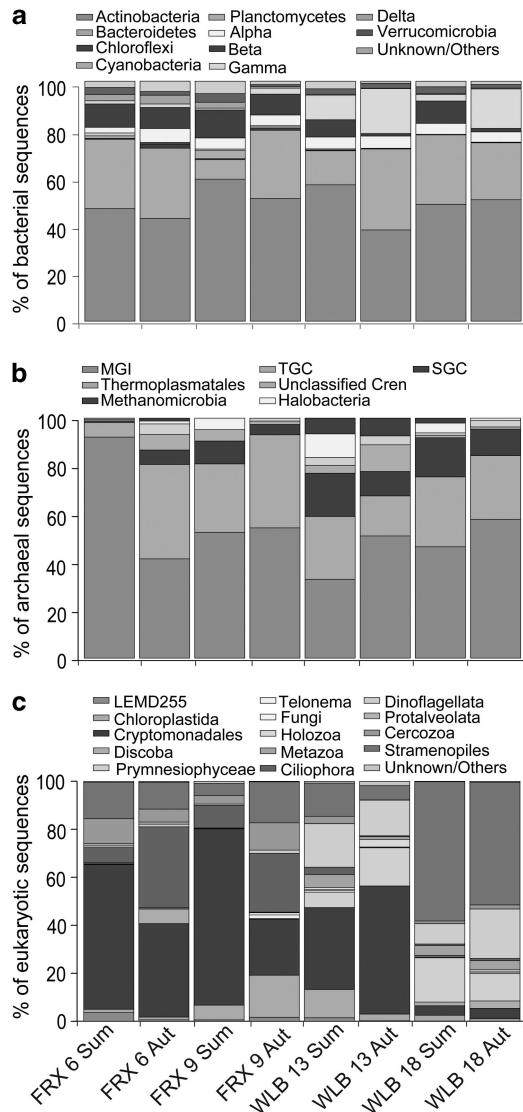 a
Actinobacteria Planctomycetes Delta
Bacteroidetes Alpha Verrucomicrobia
Chloroflexi Beta Unknown/Others
Cyanobacteria Gamma
% of bacterial sequences
100
80
60
40
20
0
b
MGI TGC SGC
Thermoplasmatales Unclassified Cren
Methanomicrobia Halobacteria
% of archaeal sequences
100
80
60
40
20
0
c
LEMD255 Telonema Dinoflagellata
Chloroplastida Fungi Protalveolata
Cryptomonadales Holozoa Cercozoa
Discoba Metazoa Stramenopiles
Prymnesiophyceae Ciliophora Unknown/Others
% of eukaryotic sequences
100
80
60
40
20
0
FRX 6 Sum
FRX 6 Aut
FRX 9 Sum
FRX 9 Aut
WLB 13 Sum
WLB 13 Aut
WLB 18 Sum
WLB 18 Aut